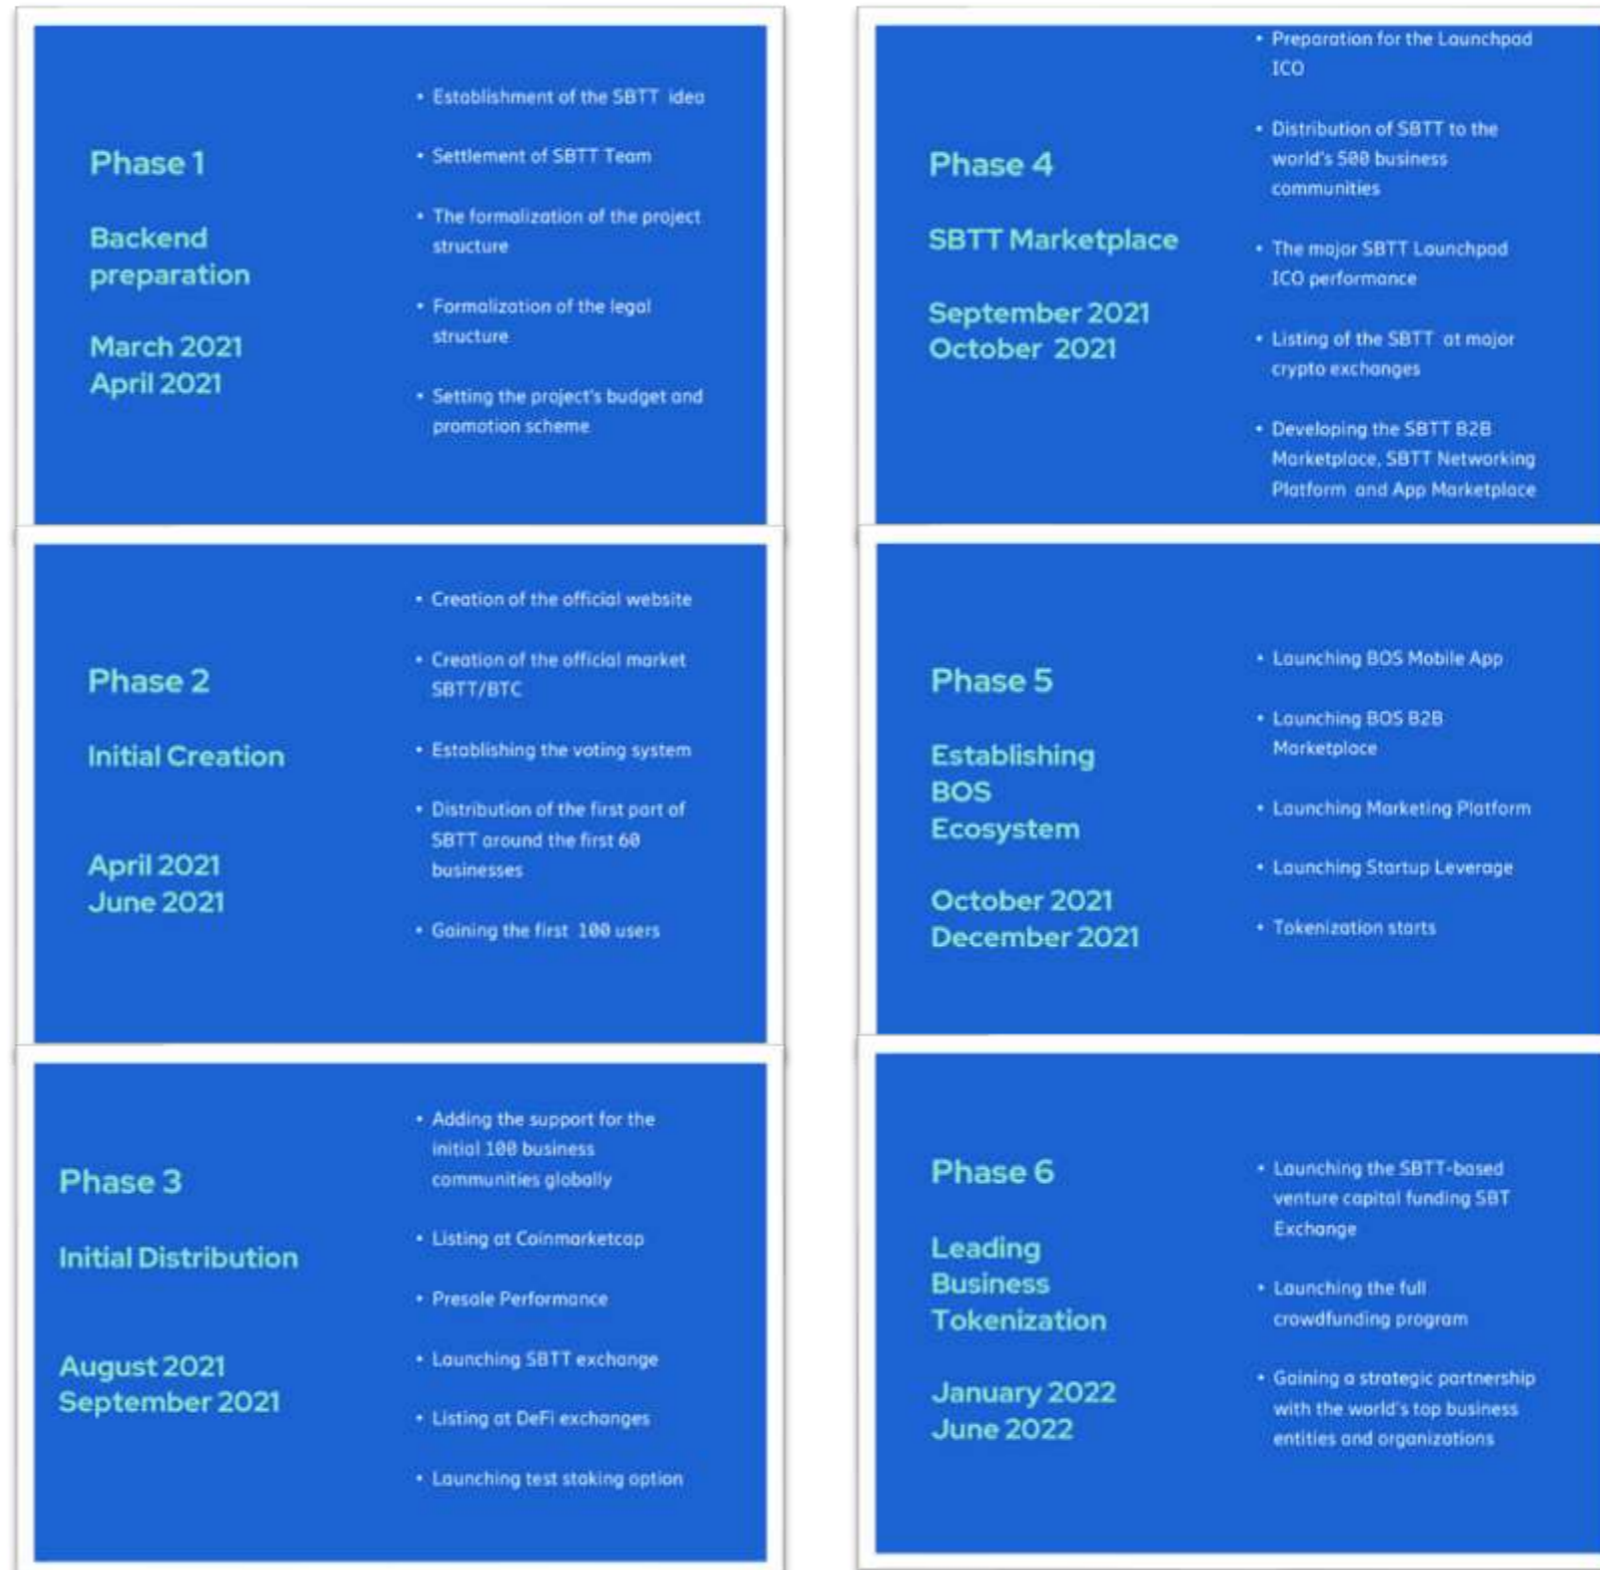 Phase 1
Backend
preparation
March 2021
April 2021
• Establishment of the SBTT idea
• Settlement of SBTT Team
• The formalization of the project
structure
• Formalization of the legal
structure
• Setting the project's budget and
promotion scheme
Phase 2
Initial Creation
April 2021
June 2021
• Creation of the official website
• Creation of the official market
SBTT/BTC
• Establishing the voting system
• Distribution of the first part of
SBTT around the first 60
businesses
• Gaining the first 100 users
Phase 3
Initial Distribution
August 2021
September 2021
• Adding the support for the
initial 100 business
communities globally
• Listing at Coinmarketcap
• Presale Performance
• Launching SBTT exchange
• Listing at DeFi exchanges
• Launching test staking option
Phase 4
SBTT Marketplace
September 2021
October 2021
• Preparation for the Launchpad
ICO
• Distribution of SBTT to the
world's 500 business
communities
• The major SBTT Launchpad
ICO performance
• Listing of the SBTT at major
crypto exchanges
• Developing the SBTT B2B
Marketplace, SBTT Networking
Platform and App Marketplace
Phase 5
Establishing
BOS
Ecosystem
October 2021
December 2021
• Launching BOS Mobile App
• Launching BOS B2B
Marketplace
• Launching Marketing Platform
• Launching Startup Leverage
• Tokenization starts
Phase 6
Leading
Business
Tokenization
January 2022
June 2022
• Launching the SBTT-based
venture capital funding SBT
Exchange
• Launching the full
crowdfunding program
• Gaining a strategic partnership
with the world's top business
entities and organizations